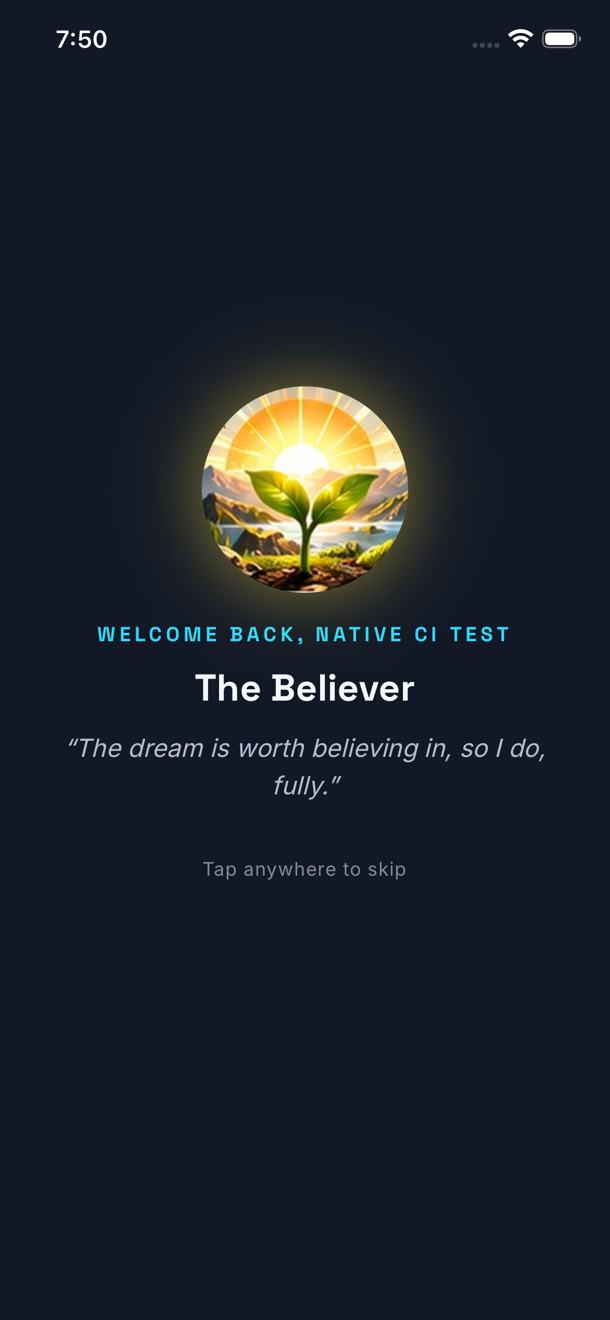 7:50
WELCOME BACK, NATIVE CI TEST
The Believer
“The dream is worth believing in, so I do,
fully.”
Tap anywhere to skip